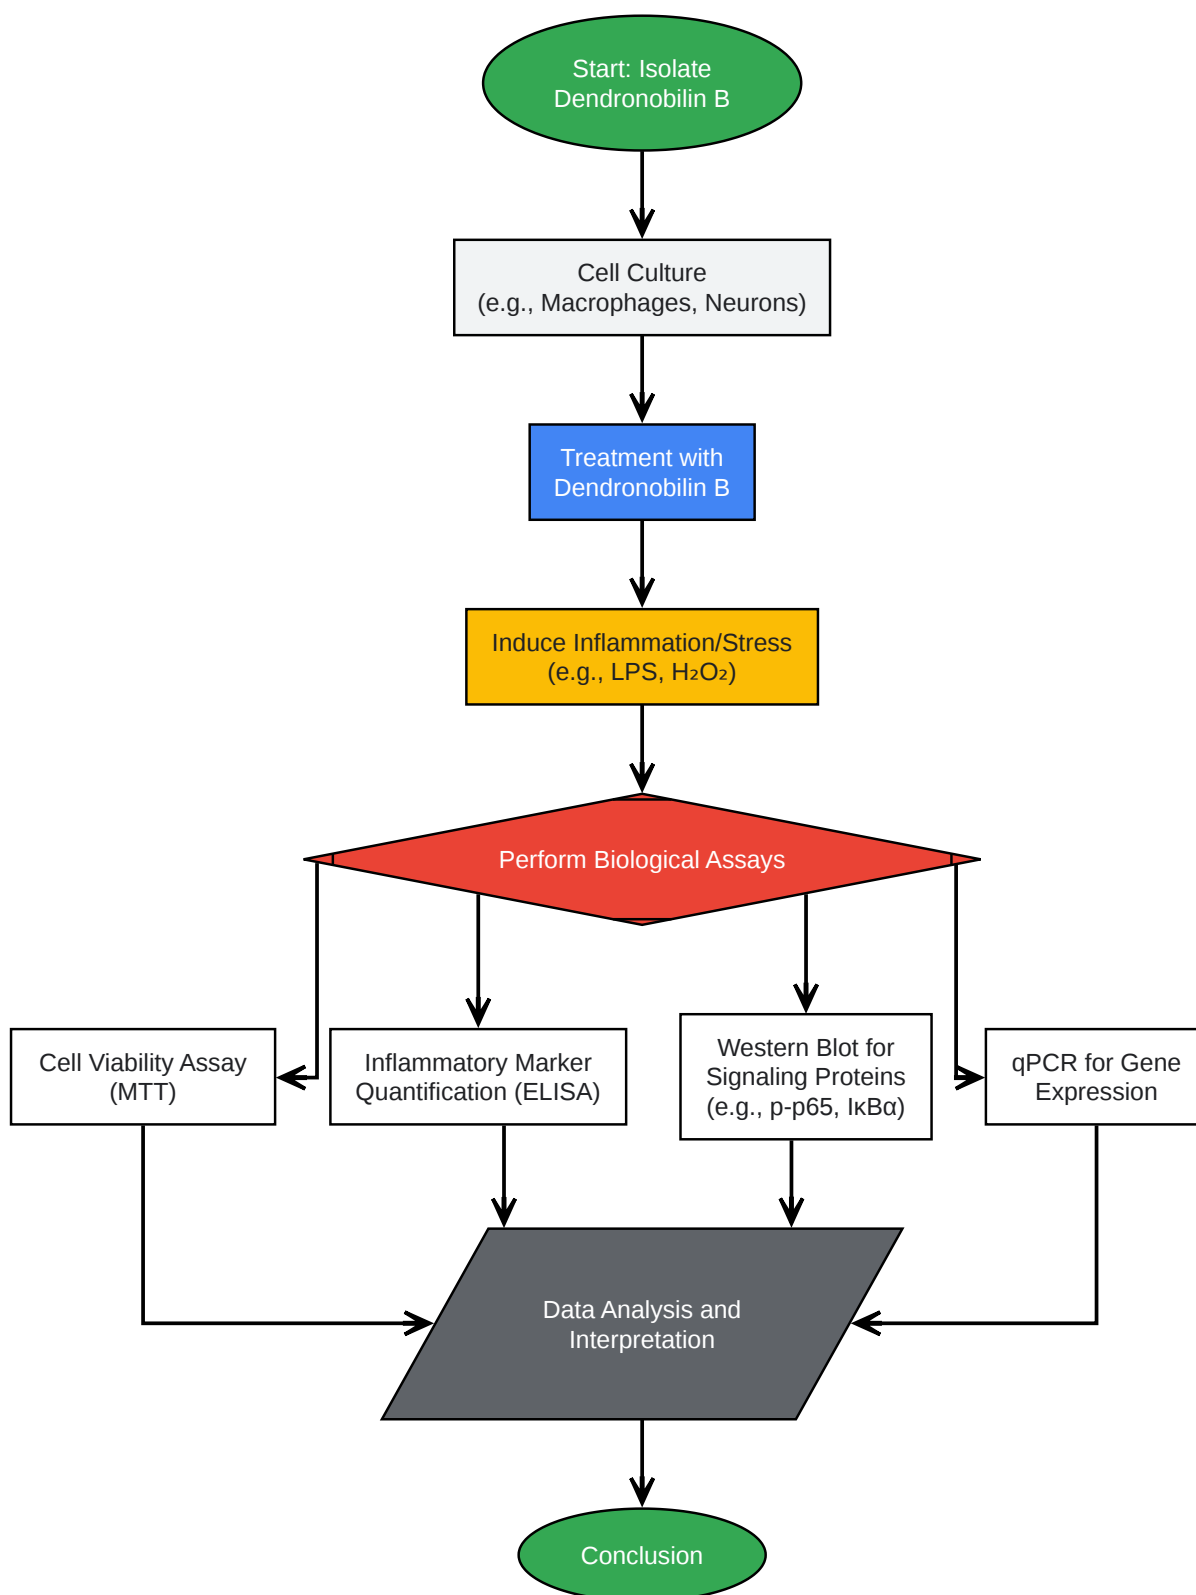 Start: Isolate
Dendronobilin B
Cell Culture
(e.g., Macrophages, Neurons)
Treatment with
Dendronobilin B
Induce Inflammation/Stress
(e.g., LPS, H₂O₂)
Perform Biological Assays
Cell Viability Assay
(MTT)
Inflammatory Marker
Quantification (ELISA)
Western Blot for
Signaling Proteins
(e.g., p-p65, IκBα)
qPCR for Gene
Expression
Data Analysis and
Interpretation
Conclusion